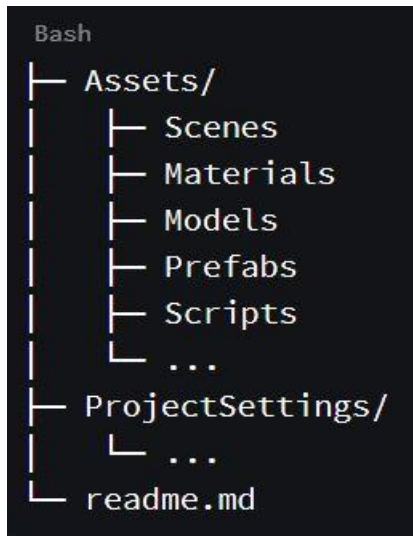 Bash
├─ Assets/
│   ├─ Scenes
│   ├─ Materials
│   ├─ Models
│   ├─ Prefabs
│   ├─ Scripts
│   └─ ...
├─ ProjectSettings/
│   └─ ...
└─ readme.md